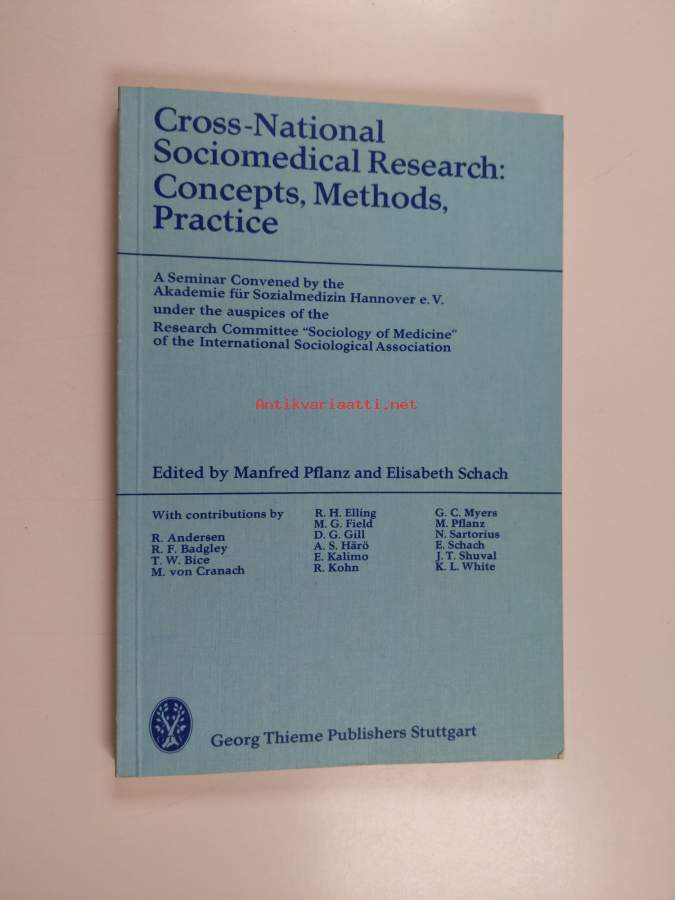 Cross-National
Sociomedical Research:
Concepts, Methods,
Practice
A Seminar Convened by the
Akademie für Sozialmedizin Hannover e. V.
under the auspices of the
Research Committee "Sociology of Medicine"
of the International Sociological Association
Antikvariaatti.net
Edited by Manfred Pflanz and Elisabeth Schach
With contributions by
R. Andersen
R. F. Badgley
T. W. Bice
M. von Cranach
R. H. Elling
M. G. Field
D. G. Gill
A. S. Härö
E. Kalimo
R. Kohn
G. C. Myers
M. Pflanz
N. Sartorius
E. Schach
J. T. Shuval
K. L. White
Georg Thieme Publishers Stuttgart